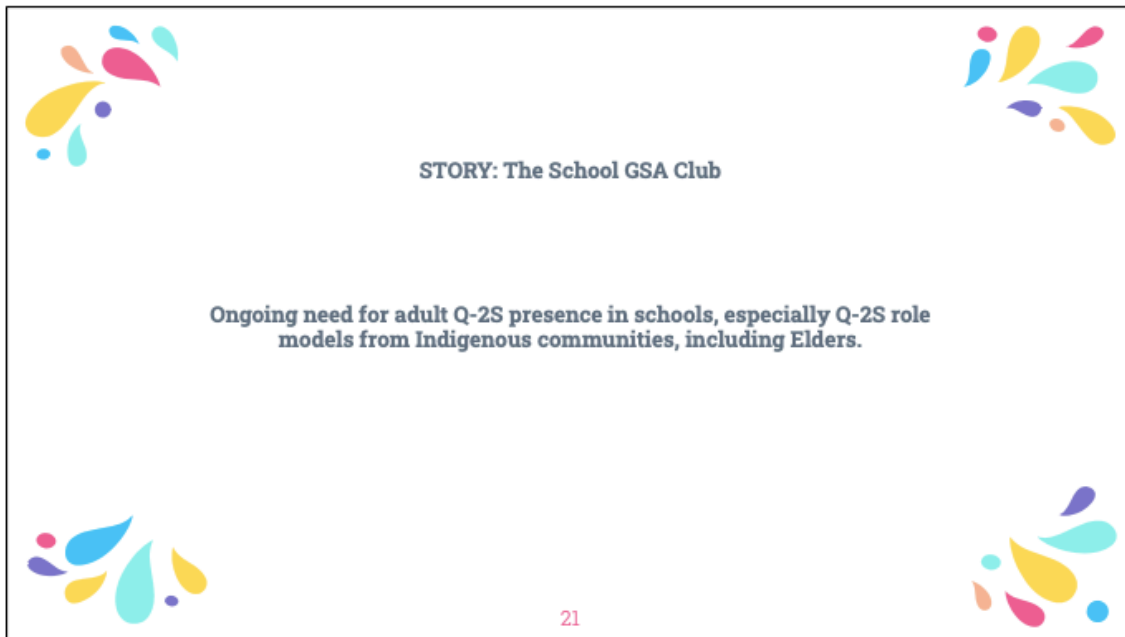 STORY: The School GSA Club
Ongoing need for adult Q-2S presence in schools, especially Q-2S role
models from Indigenous communities, including Elders.
21